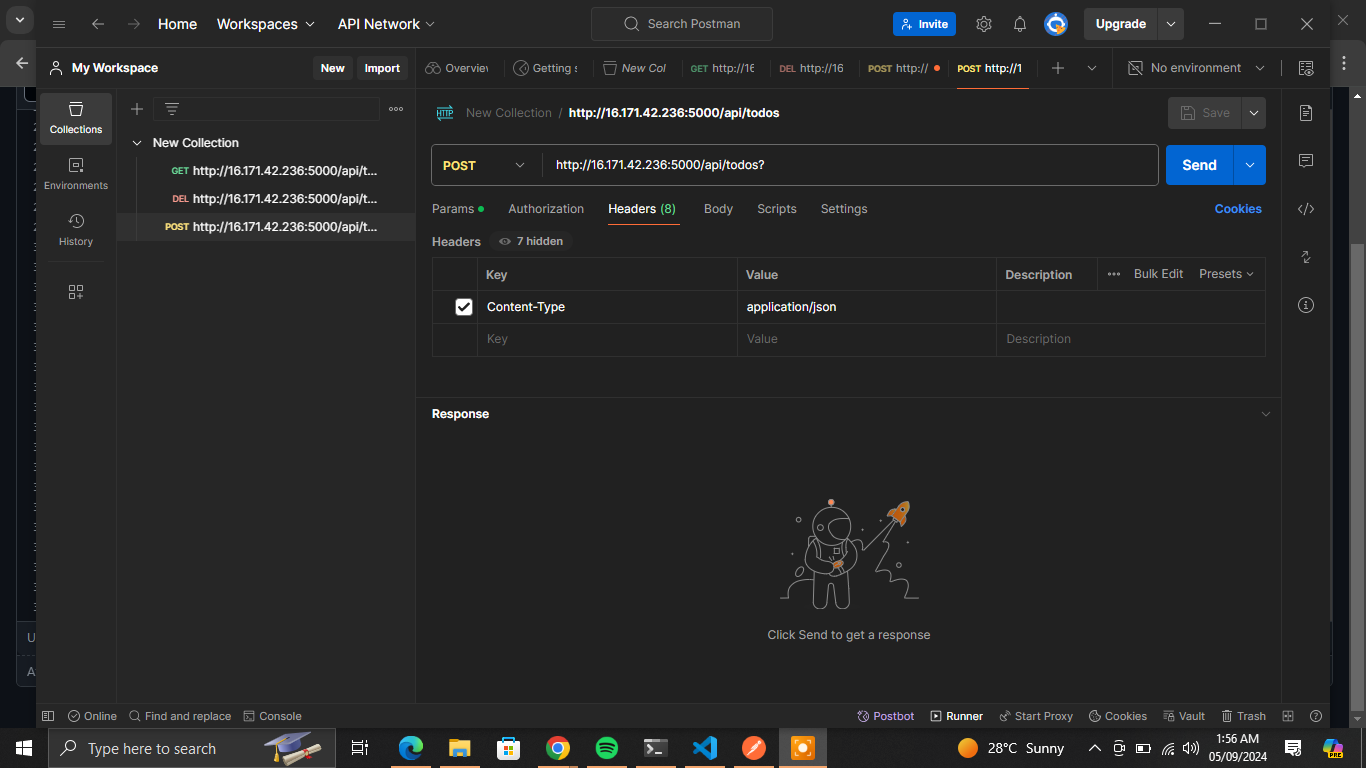 Home Workspaces API Network Search Postman Invite Upgrade
My Workspace New Import Overview Getting s New Col GET http://16 DEL http://16 POST http:// POST http://1 No environment
Collections
Environments
History
New Collection
GET http://16.171.42.236:5000/api/t...
DEL http://16.171.42.236:5000/api/t...
POST http://16.171.42.236:5000/api/t...
HTTP New Collection / http://16.171.42.236:5000/api/todos Save
POST http://16.171.42.236:5000/api/todos? Send
Params Authorization Headers (8) Body Scripts Settings Cookies
Headers 7 hidden
Key Value Description Bulk Edit Presets
Content-Type application/json
Key Value Description
Response
Click Send to get a response
Online Find and replace Console Postbot Runner Start Proxy Cookies Vault Trash
Type here to search 28°C Sunny 1:56 AM
05/09/2024
PRE